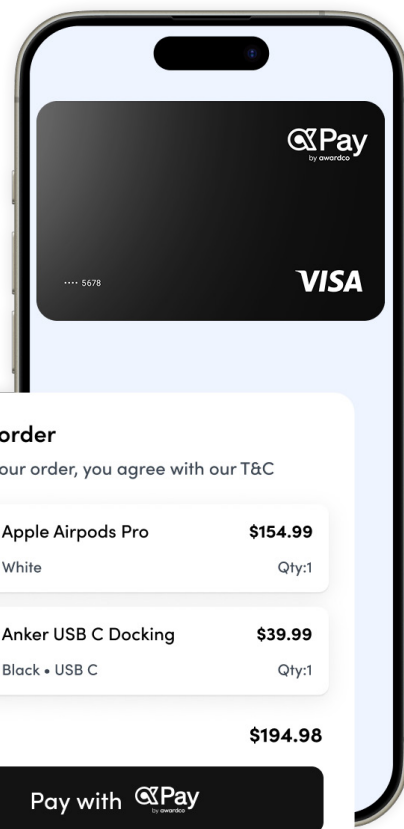 Pay
by awardco
•••• 5678
VISA
order
our order, you agree with our T&C
Apple Airpods Pro $154.99
White Qty:1
Anker USB C Docking $39.99
Black • USB C Qty:1
$194.98
Pay with Pay
by awardco